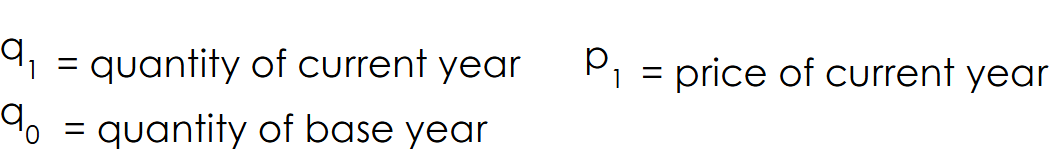 q₁ = quantity of current year
p₁ = price of current year
q₀ = quantity of base year